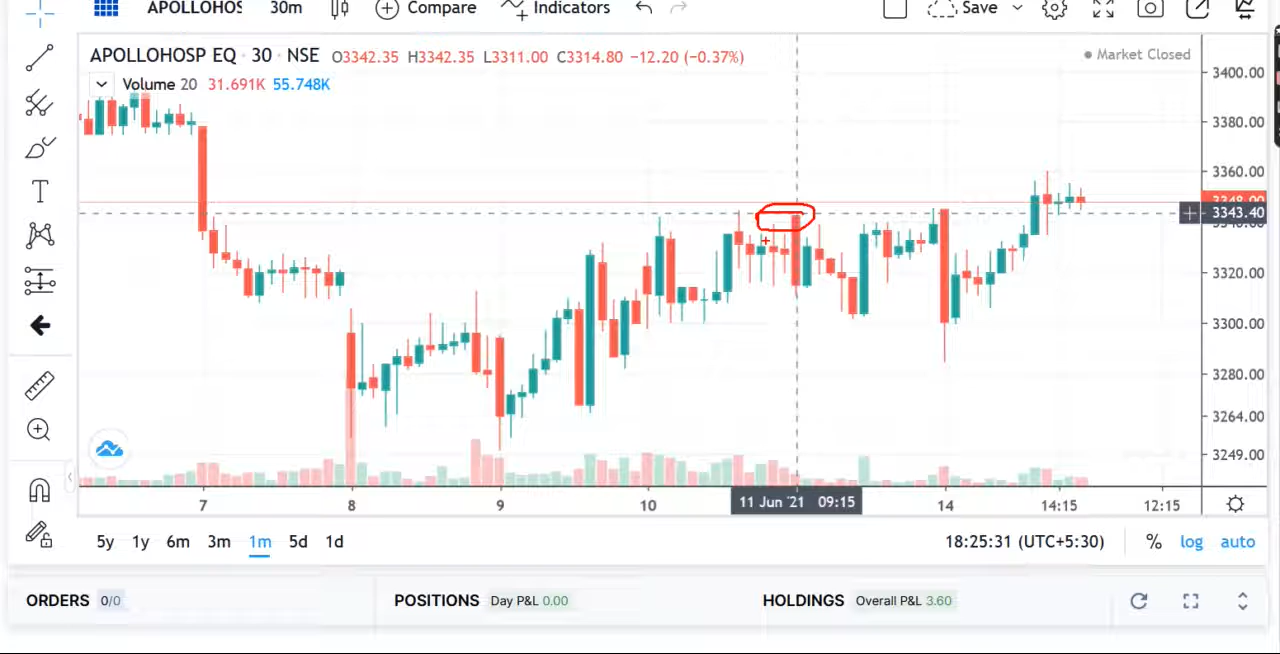 APOLLOHOS 30m Compare Indicators Save
APOLLOHOSP EQ · 30 · NSE O3342.35 H3342.35 L3311.00 C3314.80 −12.20 (−0.37%)
Market Closed
Volume 20 31.691K 55.748K
3400.00
3380.00
3360.00
3348.00
3343.40
3340.00
3320.00
3300.00
3280.00
3264.00
3249.00
7 8 9 10 11 Jun '21 09:15 14 14:15 12:15
5y 1y 6m 3m 1m 5d 1d 18:25:31 (UTC+5:30) % log auto
ORDERS 0/0 POSITIONS Day P&L 0.00 HOLDINGS Overall P&L 3.60